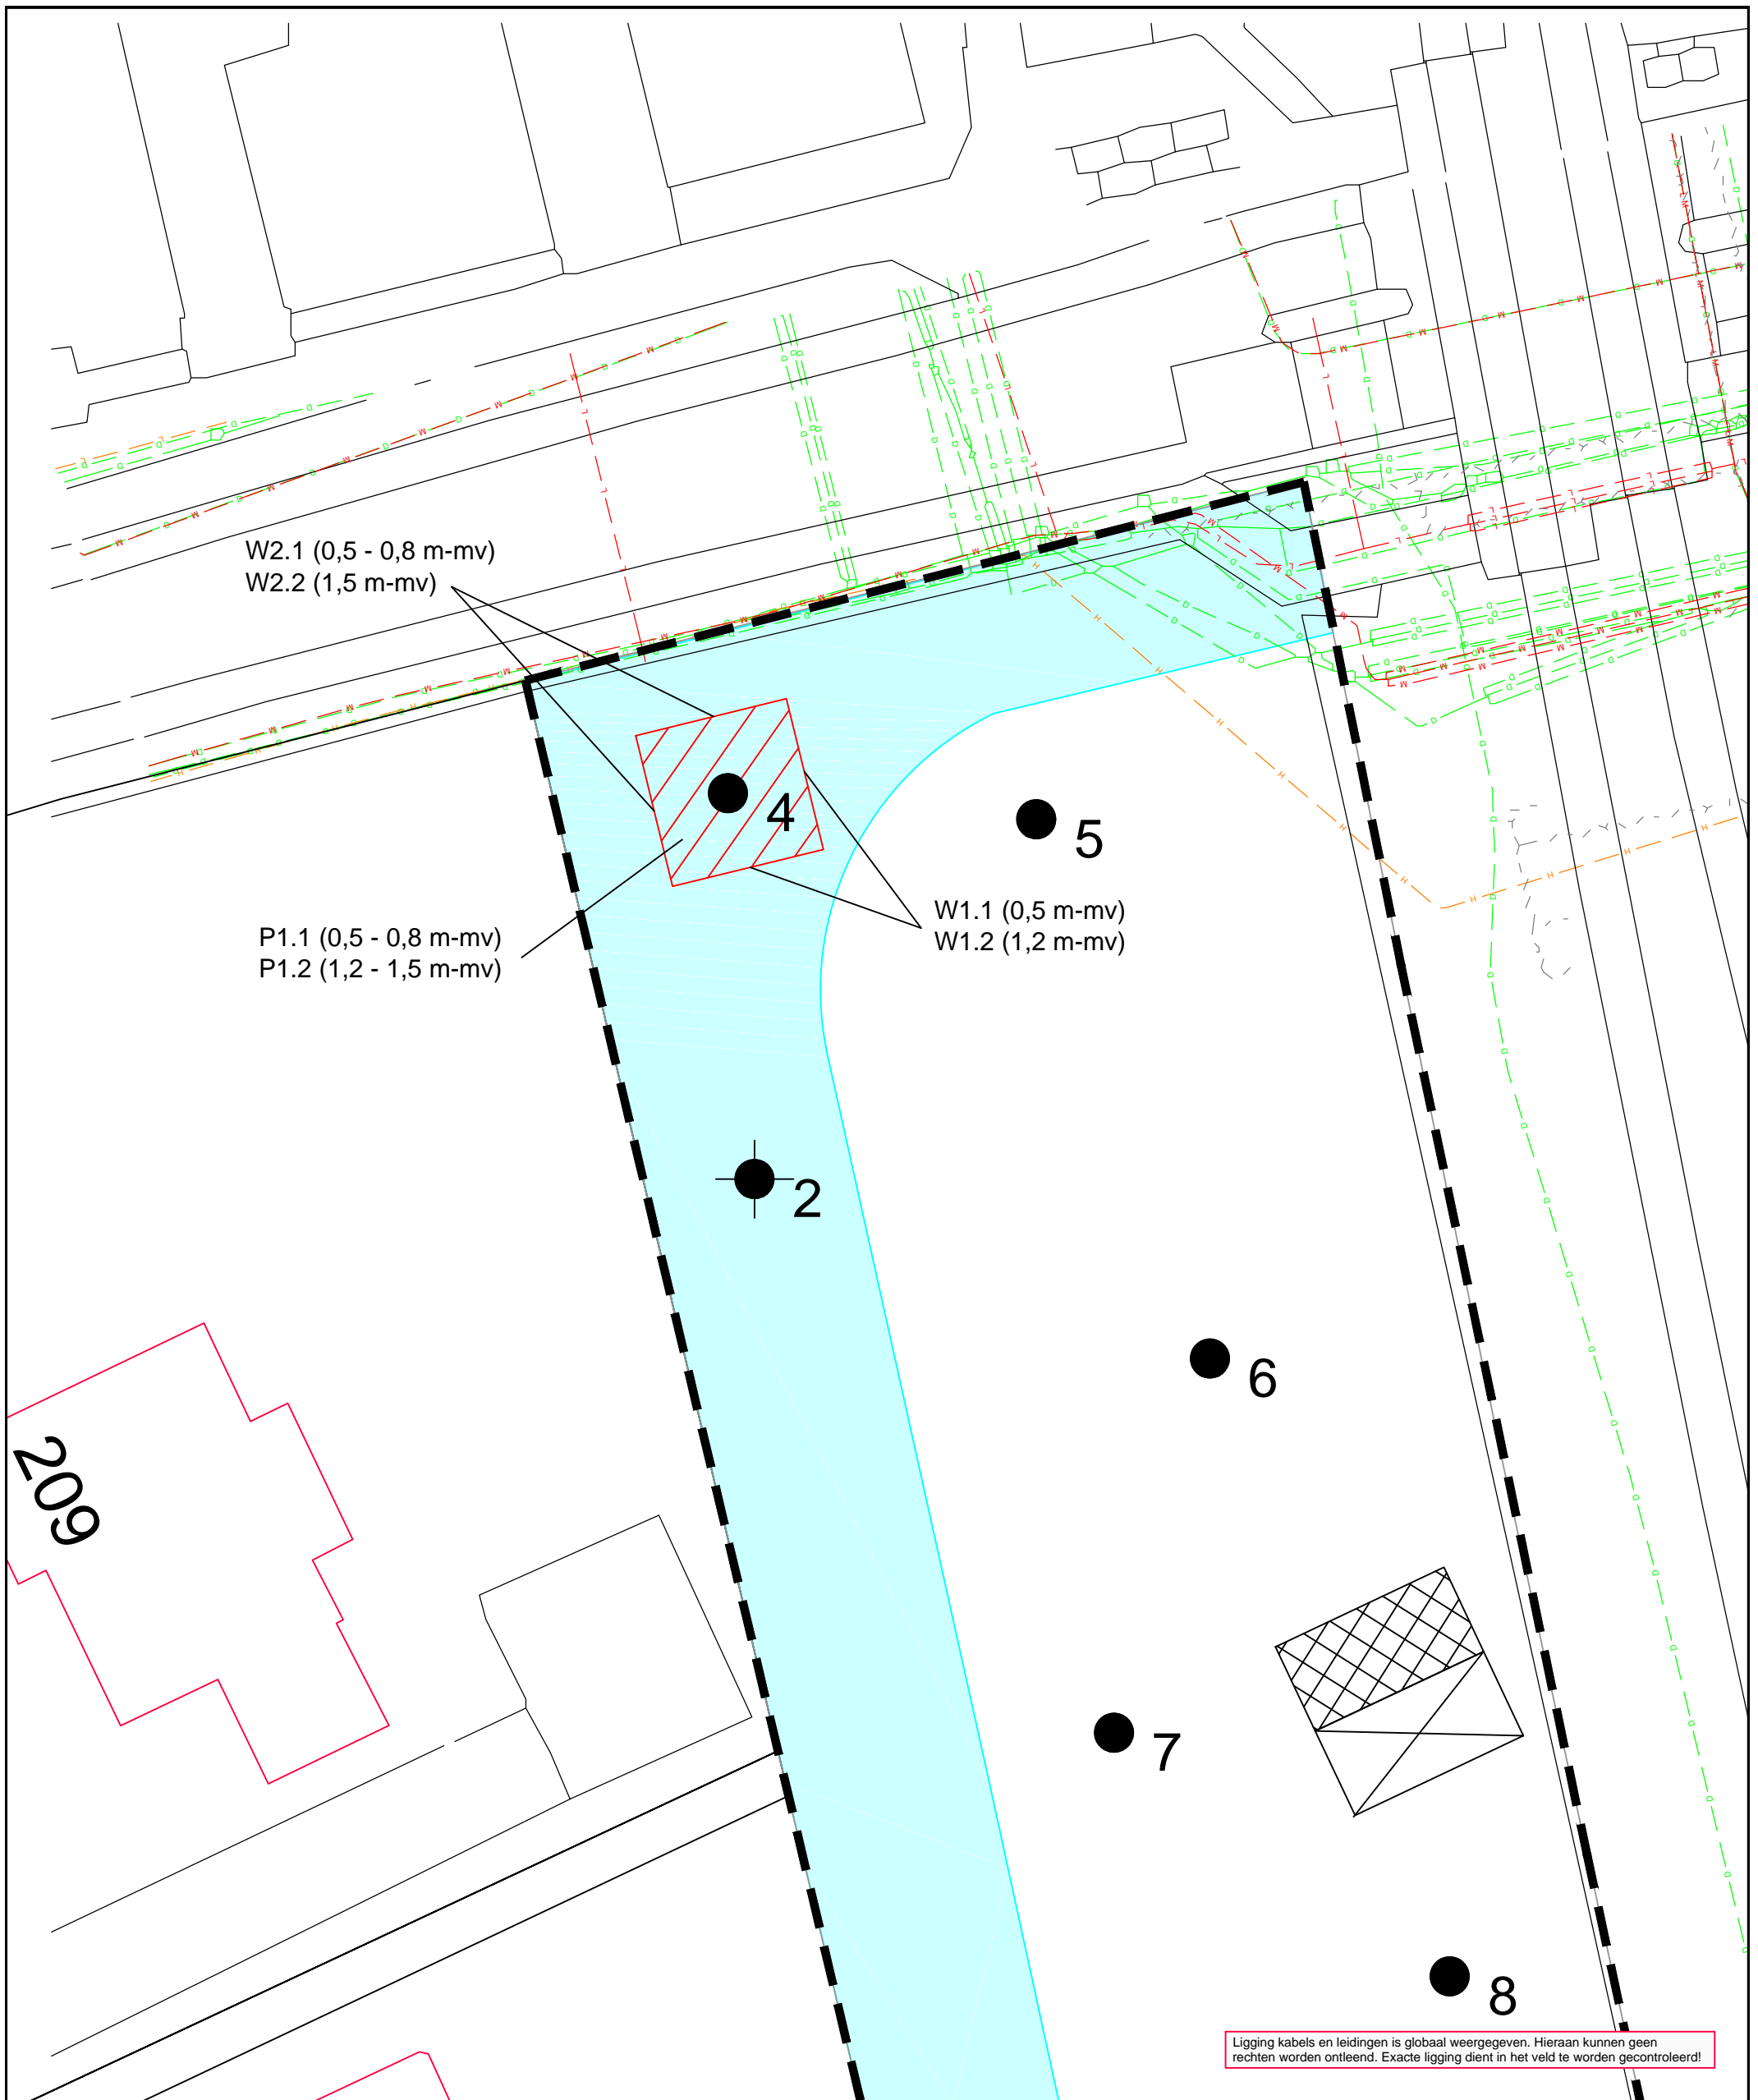 W2.1 (0,5 - 0,8 m-mv)
W2.2 (1,5 m-mv)
4
5
W1.1 (0,5 m-mv)
W1.2 (1,2 m-mv)
P1.1 (0,5 - 0,8 m-mv)
P1.2 (1,2 - 1,5 m-mv)
2
6
209
7
8
Ligging kabels en leidingen is globaal weergegeven. Hieraan kunnen geen
rechten worden ontleend. Exacte ligging dient in het veld te worden gecontroleerd!